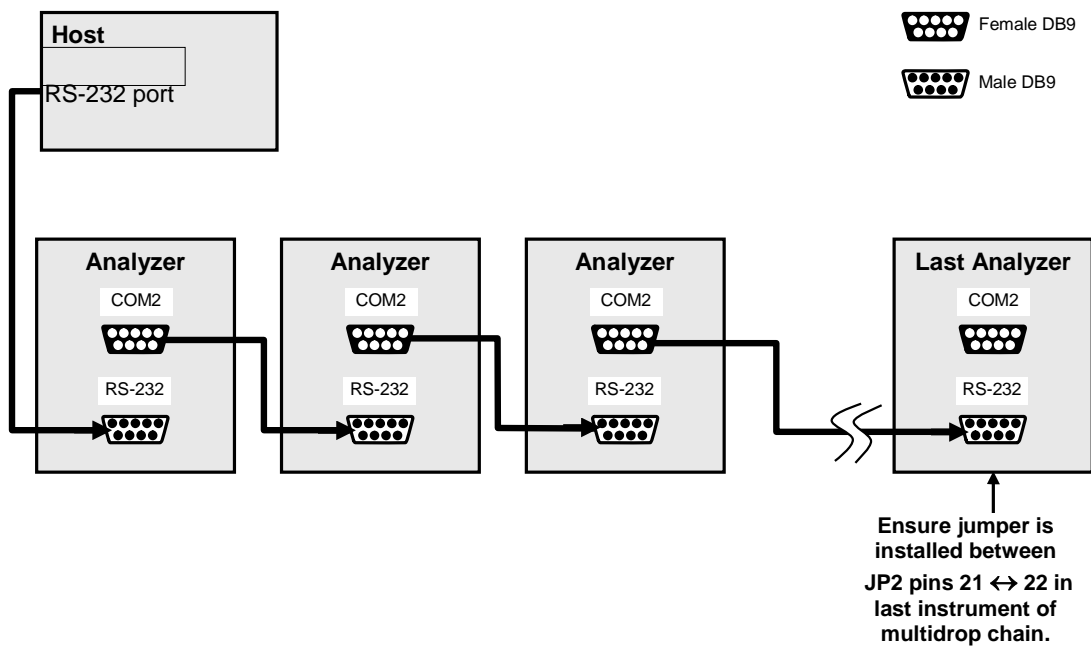 Host
RS-232 port
Female DB9
Male DB9
Analyzer
COM2
RS-232
Analyzer
COM2
RS-232
Analyzer
COM2
RS-232
Last Analyzer
COM2
RS-232
Ensure jumper is
installed between
JP2 pins 21 ↔ 22 in
last instrument of
multidrop chain.